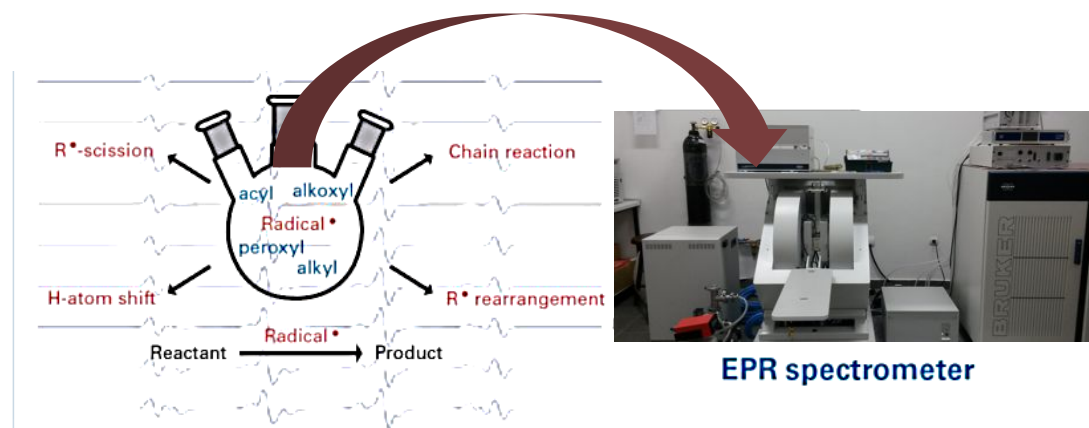 R•-scission
Chain reaction
acyl
alkoxyl
Radical•
peroxyl
alkyl
H-atom shift
R• rearrangement
Radical•
Reactant
Product
BRUKER
EPR spectrometer